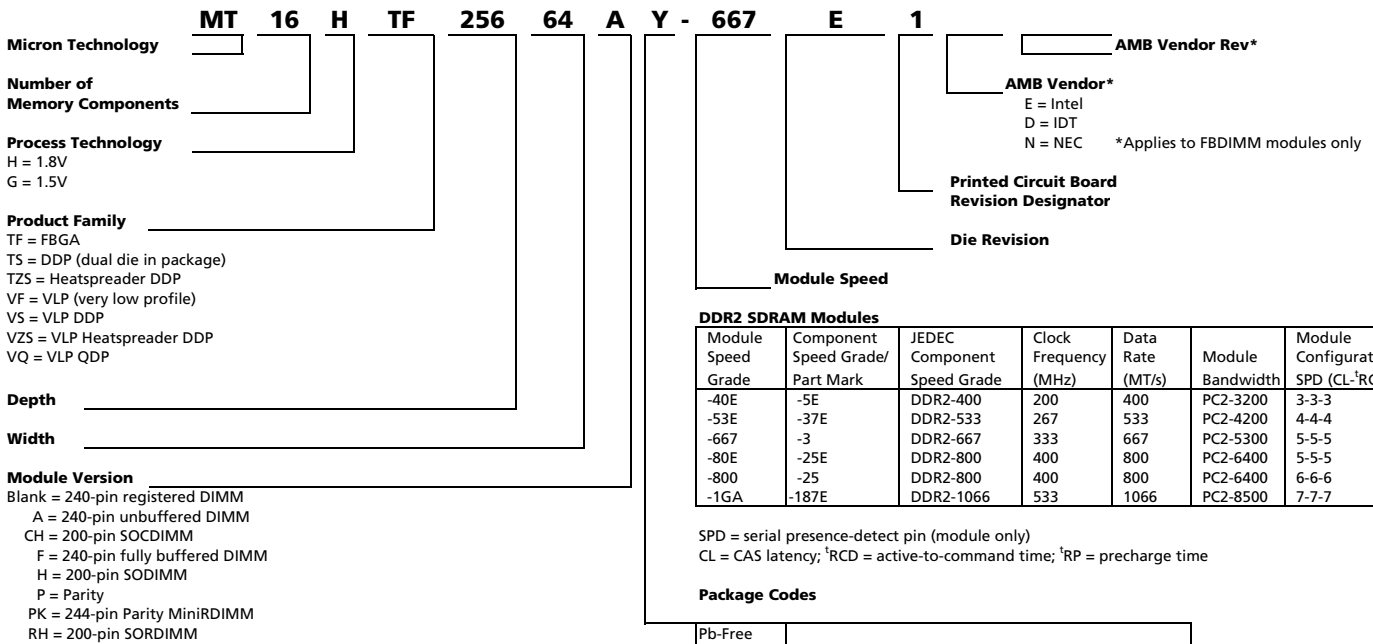 MT 16 H TF 256 64 A Y - 667 E 1
Micron Technology
Number of
Memory Components
Process Technology
H = 1.8V
G = 1.5V
Product Family
TF = FBGA
TS = DDP (dual die in package)
TZS = Heatspreader DDP
VF = VLP (very low profile)
VS = VLP DDP
VZS = VLP Heatspreader DDP
VQ = VLP QDP
Depth
Width
Module Version
Blank = 240-pin registered DIMM
A = 240-pin unbuffered DIMM
CH = 200-pin SOCDIMM
F = 240-pin fully buffered DIMM
H = 200-pin SODIMM
P = Parity
PK = 244-pin Parity MiniRDIMM
RH = 200-pin SORDIMM
AMB Vendor Rev*
AMB Vendor*
E = Intel
D = IDT
N = NEC *Applies to FBDIMM modules only
Printed Circuit Board
Revision Designator
Die Revision
Module Speed
DDR2 SDRAM Modules
Module Component JEDEC Clock Data Module
Speed Speed Grade/ Component Frequency Rate Module Configurat
Grade Part Mark Speed Grade (MHz) (MT/s) Bandwidth SPD (CL-tRC
-40E -5E DDR2-400 200 400 PC2-3200 3-3-3
-53E -37E DDR2-533 267 533 PC2-4200 4-4-4
-667 -3 DDR2-667 333 667 PC2-5300 5-5-5
-80E -25E DDR2-800 400 800 PC2-6400 5-5-5
-800 -25 DDR2-800 400 800 PC2-6400 6-6-6
-1GA -187E DDR2-1066 533 1066 PC2-8500 7-7-7
SPD = serial presence-detect pin (module only)
CL = CAS latency; tRCD = active-to-command time; tRP = precharge time
Package Codes
Pb-Free